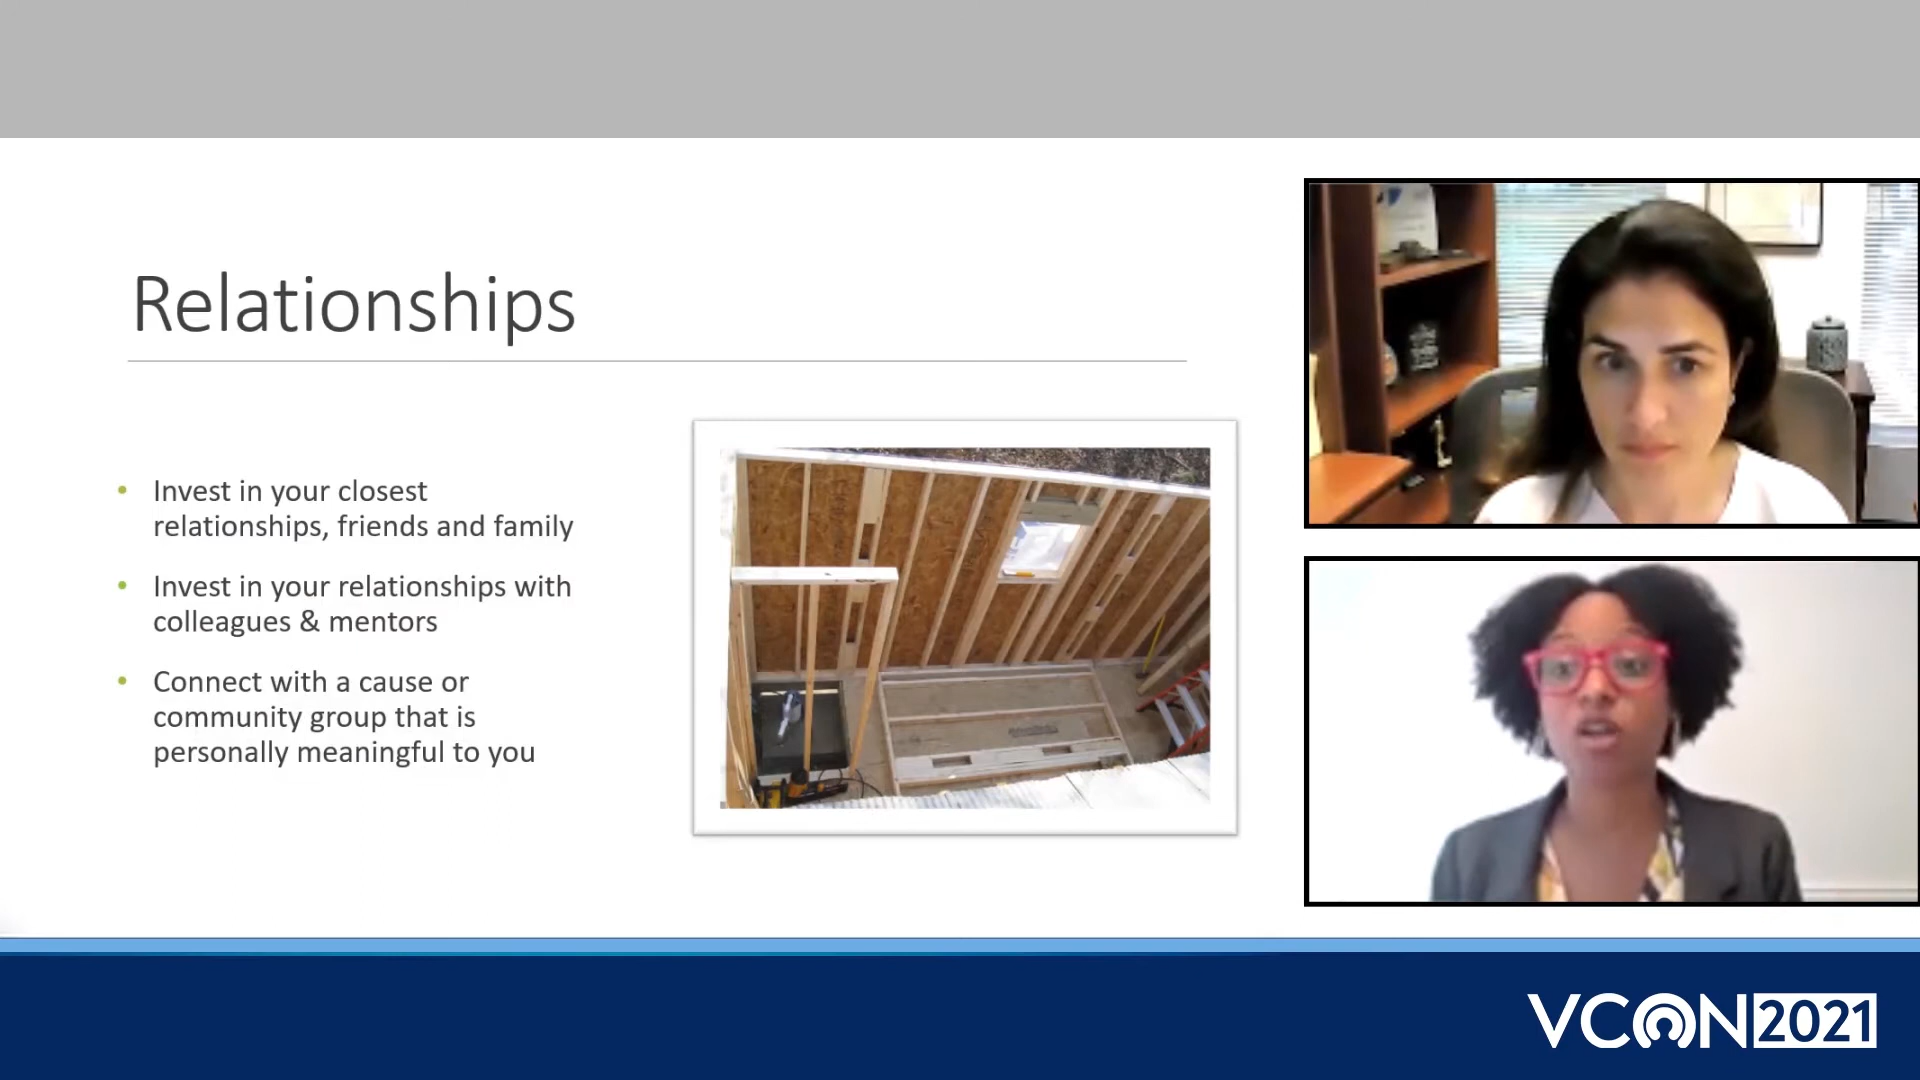 Relationships
• Invest in your closest
relationships, friends and family
• Invest in your relationships with
colleagues & mentors
• Connect with a cause or
community group that is
personally meaningful to you
VCON2021